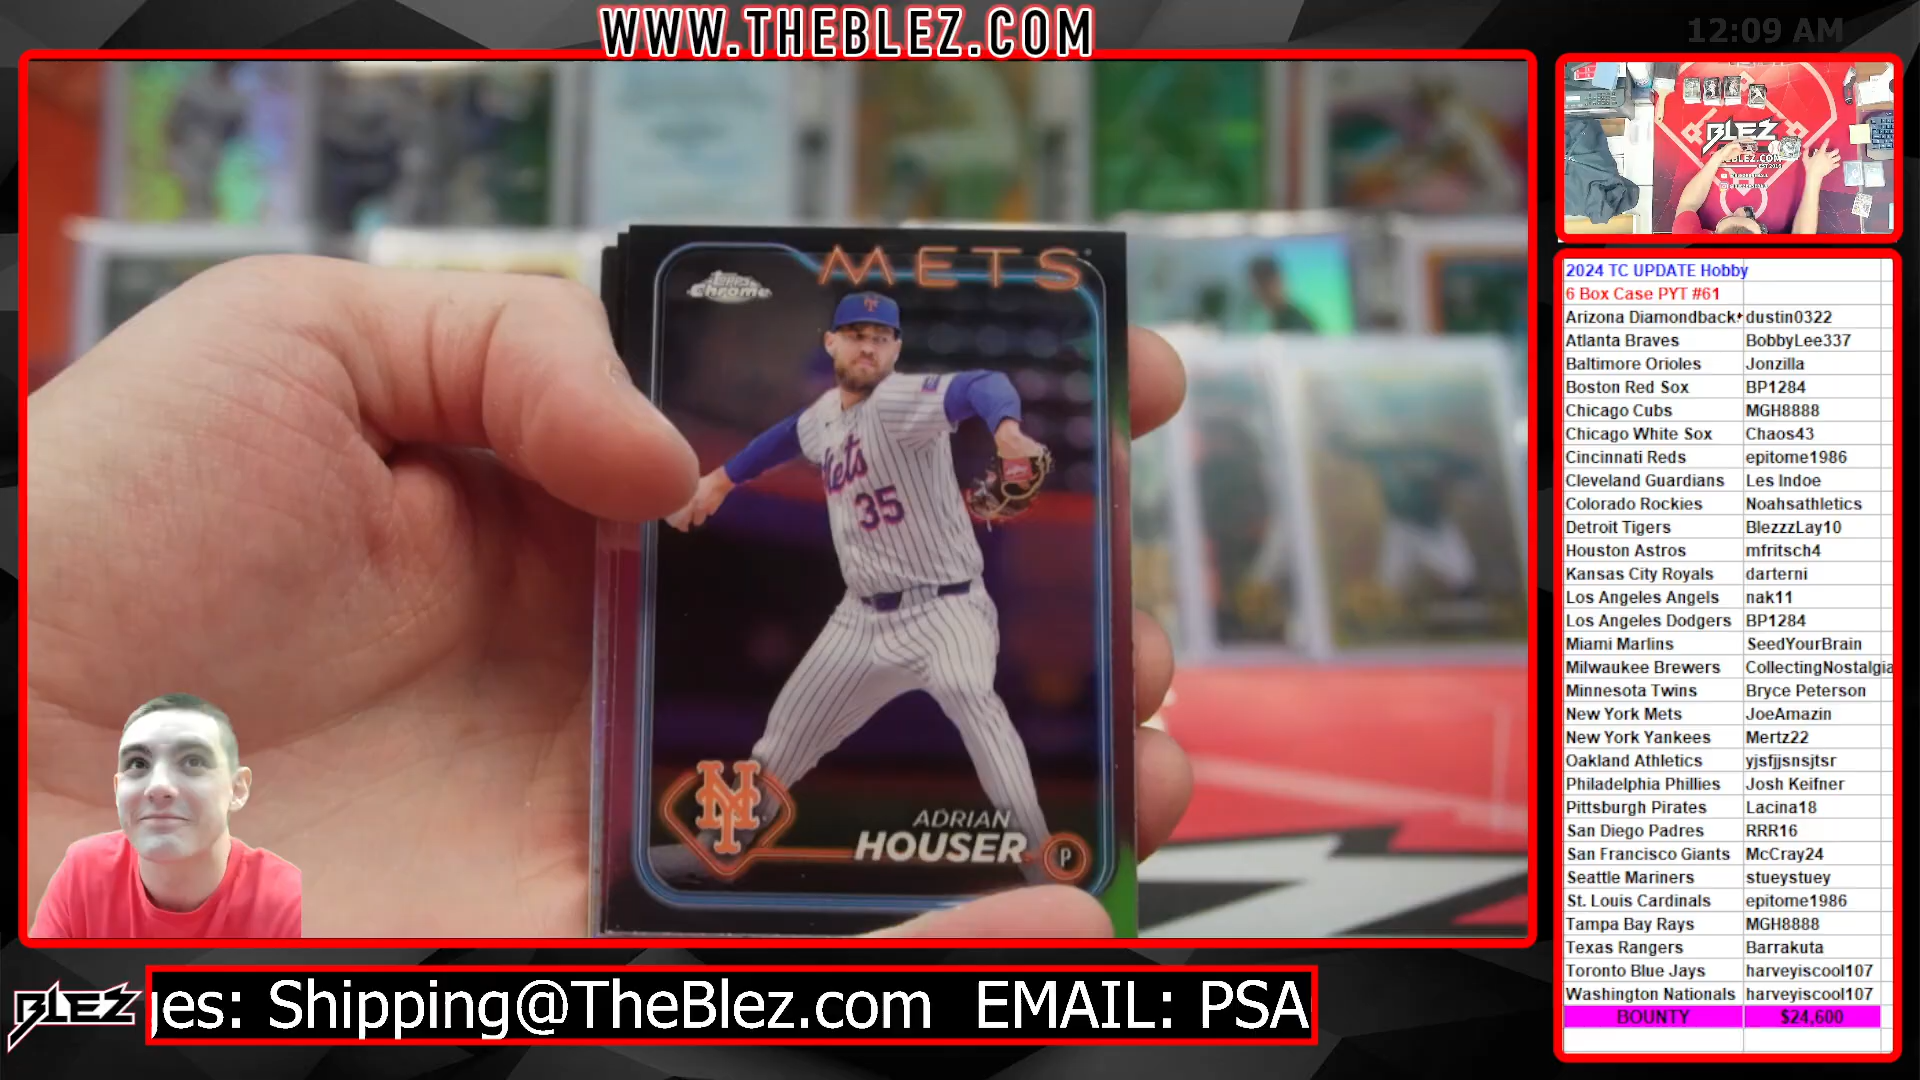 WWW.THEBLEZ.COM
12:09 AM
METS
Topps Chrome
Mets
35
ADRIAN
HOUSER
P
BLEZ
2024 TC UPDATE Hobby
6 Box Case PYT #61
Arizona Diamondback dustin0322
Atlanta Braves BobbyLee337
Baltimore Orioles Jonzilla
Boston Red Sox BP1284
Chicago Cubs MGH8888
Chicago White Sox Chaos43
Cincinnati Reds epitome1986
Cleveland Guardians Les Indoe
Colorado Rockies Noahsathletics
Detroit Tigers BlezzzLay10
Houston Astros mfritsch4
Kansas City Royals darterni
Los Angeles Angels nak11
Los Angeles Dodgers BP1284
Miami Marlins SeedYourBrain
Milwaukee Brewers CollectingNostalgia
Minnesota Twins Bryce Peterson
New York Mets JoeAmazin
New York Yankees Mertz22
Oakland Athletics yjsfjjsnsjtsr
Philadelphia Phillies Josh Keifner
Pittsburgh Pirates Lacina18
San Diego Padres RRR16
San Francisco Giants McCray24
Seattle Mariners stueystuey
St. Louis Cardinals epitome1986
Tampa Bay Rays MGH8888
Texas Rangers Barrakuta
Toronto Blue Jays harveyiscool107
Washington Nationals harveyiscool107
BOUNTY $24,600
BLEZ
ges: Shipping@TheBlez.com EMAIL: PSA